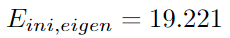 E_{ini,eigen} = 19.221